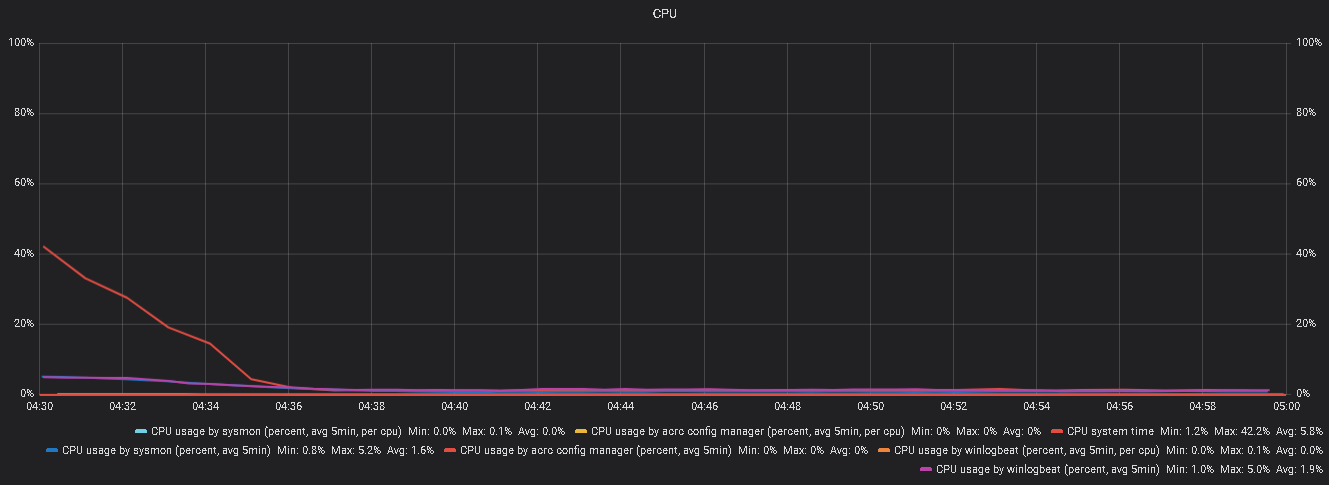 CPU
100% 100%
80% 80%
60% 60%
40% 40%
20% 20%
0% 0%
04:30 04:32 04:34 04:36 04:38 04:40 04:42 04:44 04:46 04:48 04:50 04:52 04:54 04:56 04:58 05:00
CPU usage by sysmon (percent, avg 5min, per cpu) Min: 0.0% Max: 0.1% Avg: 0.0% CPU usage by acrc config manager (percent, avg 5min, per cpu) Min: 0% Max: 0% Avg: 0% CPU system time Min: 1.2% Max: 42.2% Avg: 5.8%
CPU usage by sysmon (percent, avg 5min) Min: 0.8% Max: 5.2% Avg: 1.6% CPU usage by acrc config manager (percent, avg 5min) Min: 0% Max: 0% Avg: 0% CPU usage by winlogbeat (percent, avg 5min, per cpu) Min: 0.0% Max: 0.1% Avg: 0.0%
CPU usage by winlogbeat (percent, avg 5min) Min: 1.0% Max: 5.0% Avg: 1.9%